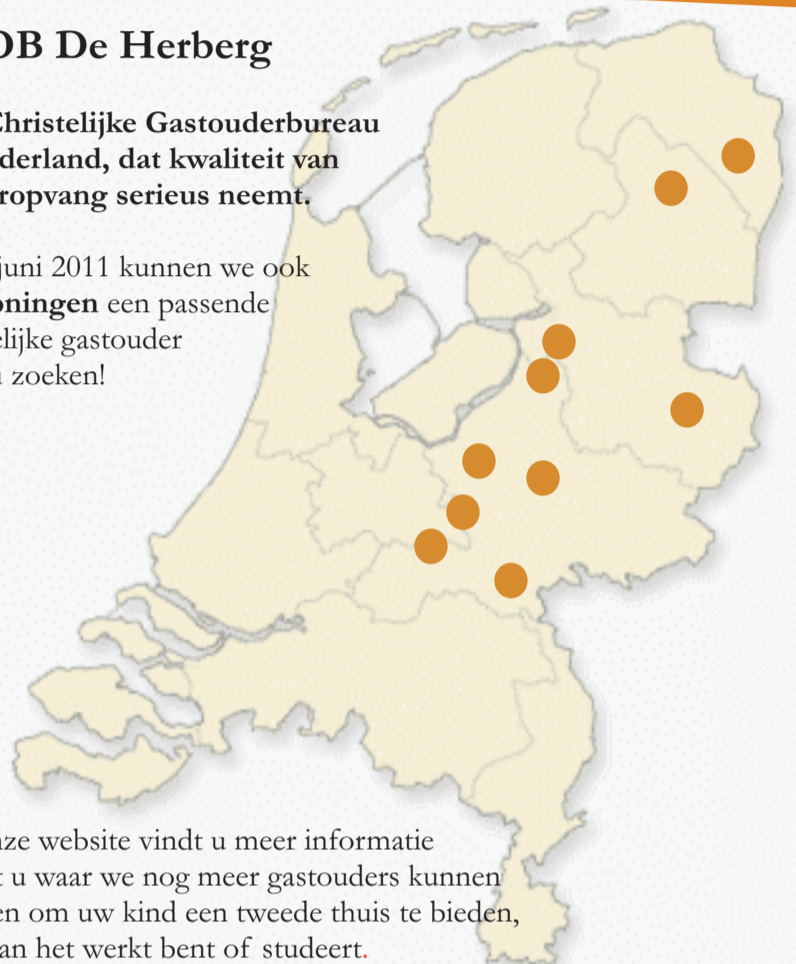 OB De Herberg
Christelijke Gastouderbureau
derland, dat kwaliteit van
ropvang serieus neemt.
juni 2011 kunnen we ook
oningen een passende
elijke gastouder
zoeken!
nze website vindt u meer informatie
t u waar we nog meer gastouders kunnen
en om uw kind een tweede thuis te bieden,
an het werkt bent of studeert.